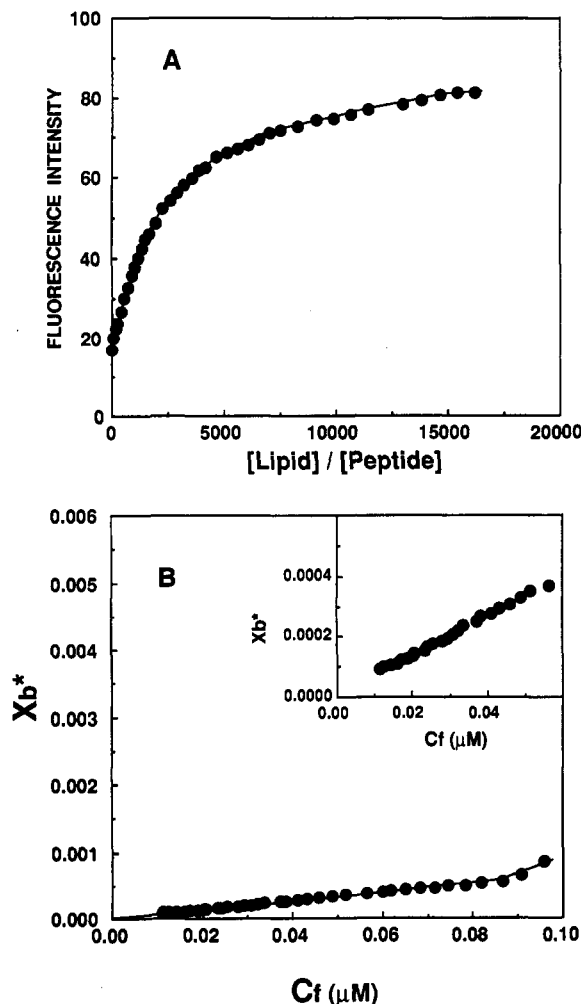 100
A
80
60
40
20
0
FLUORESCENCE INTENSITY
0 5000 10000 15000 20000
[Lipid] / [Peptide]
0.006
B
0.005
0.004
0.003
0.002
0.001
0.000
Xb*
0.0004
0.0002
0.0000
Xb*
0.00 0.02 0.04
Cf (μM)
0.00 0.02 0.04 0.06 0.08 0.10
Cf (μM)